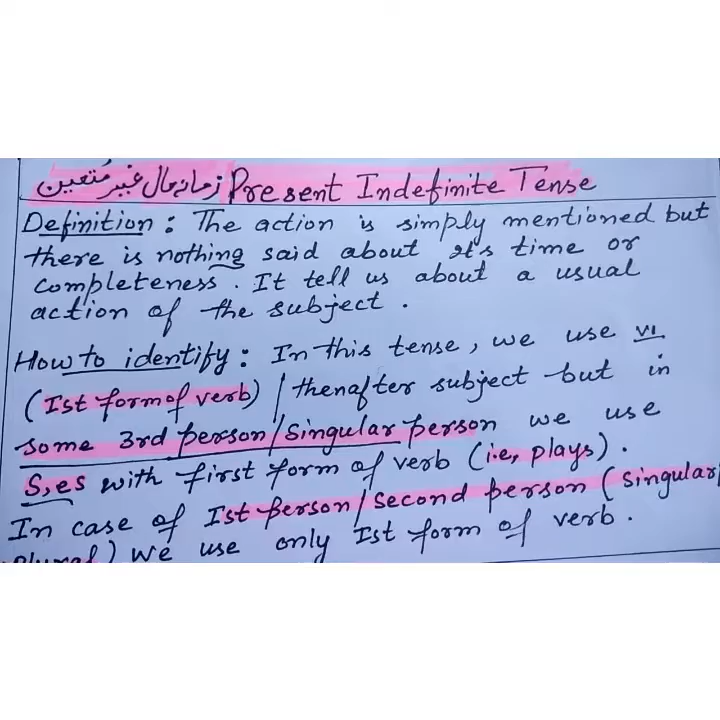 زمانہ حال غیر مُتعین Present Indefinite Tense
Definition : The action is simply mentioned but
there is nothing said about it's time or
completeness. It tell us about a usual
action of the subject.
How to identify : In this tense, we use V1
(Ist form of verb) / thenafter subject but in
some 3rd person/singular person we use
S,es with first form of verb (i.e, plays).
In case of Ist person/second person (singular/
plural) we use only Ist form of verb.